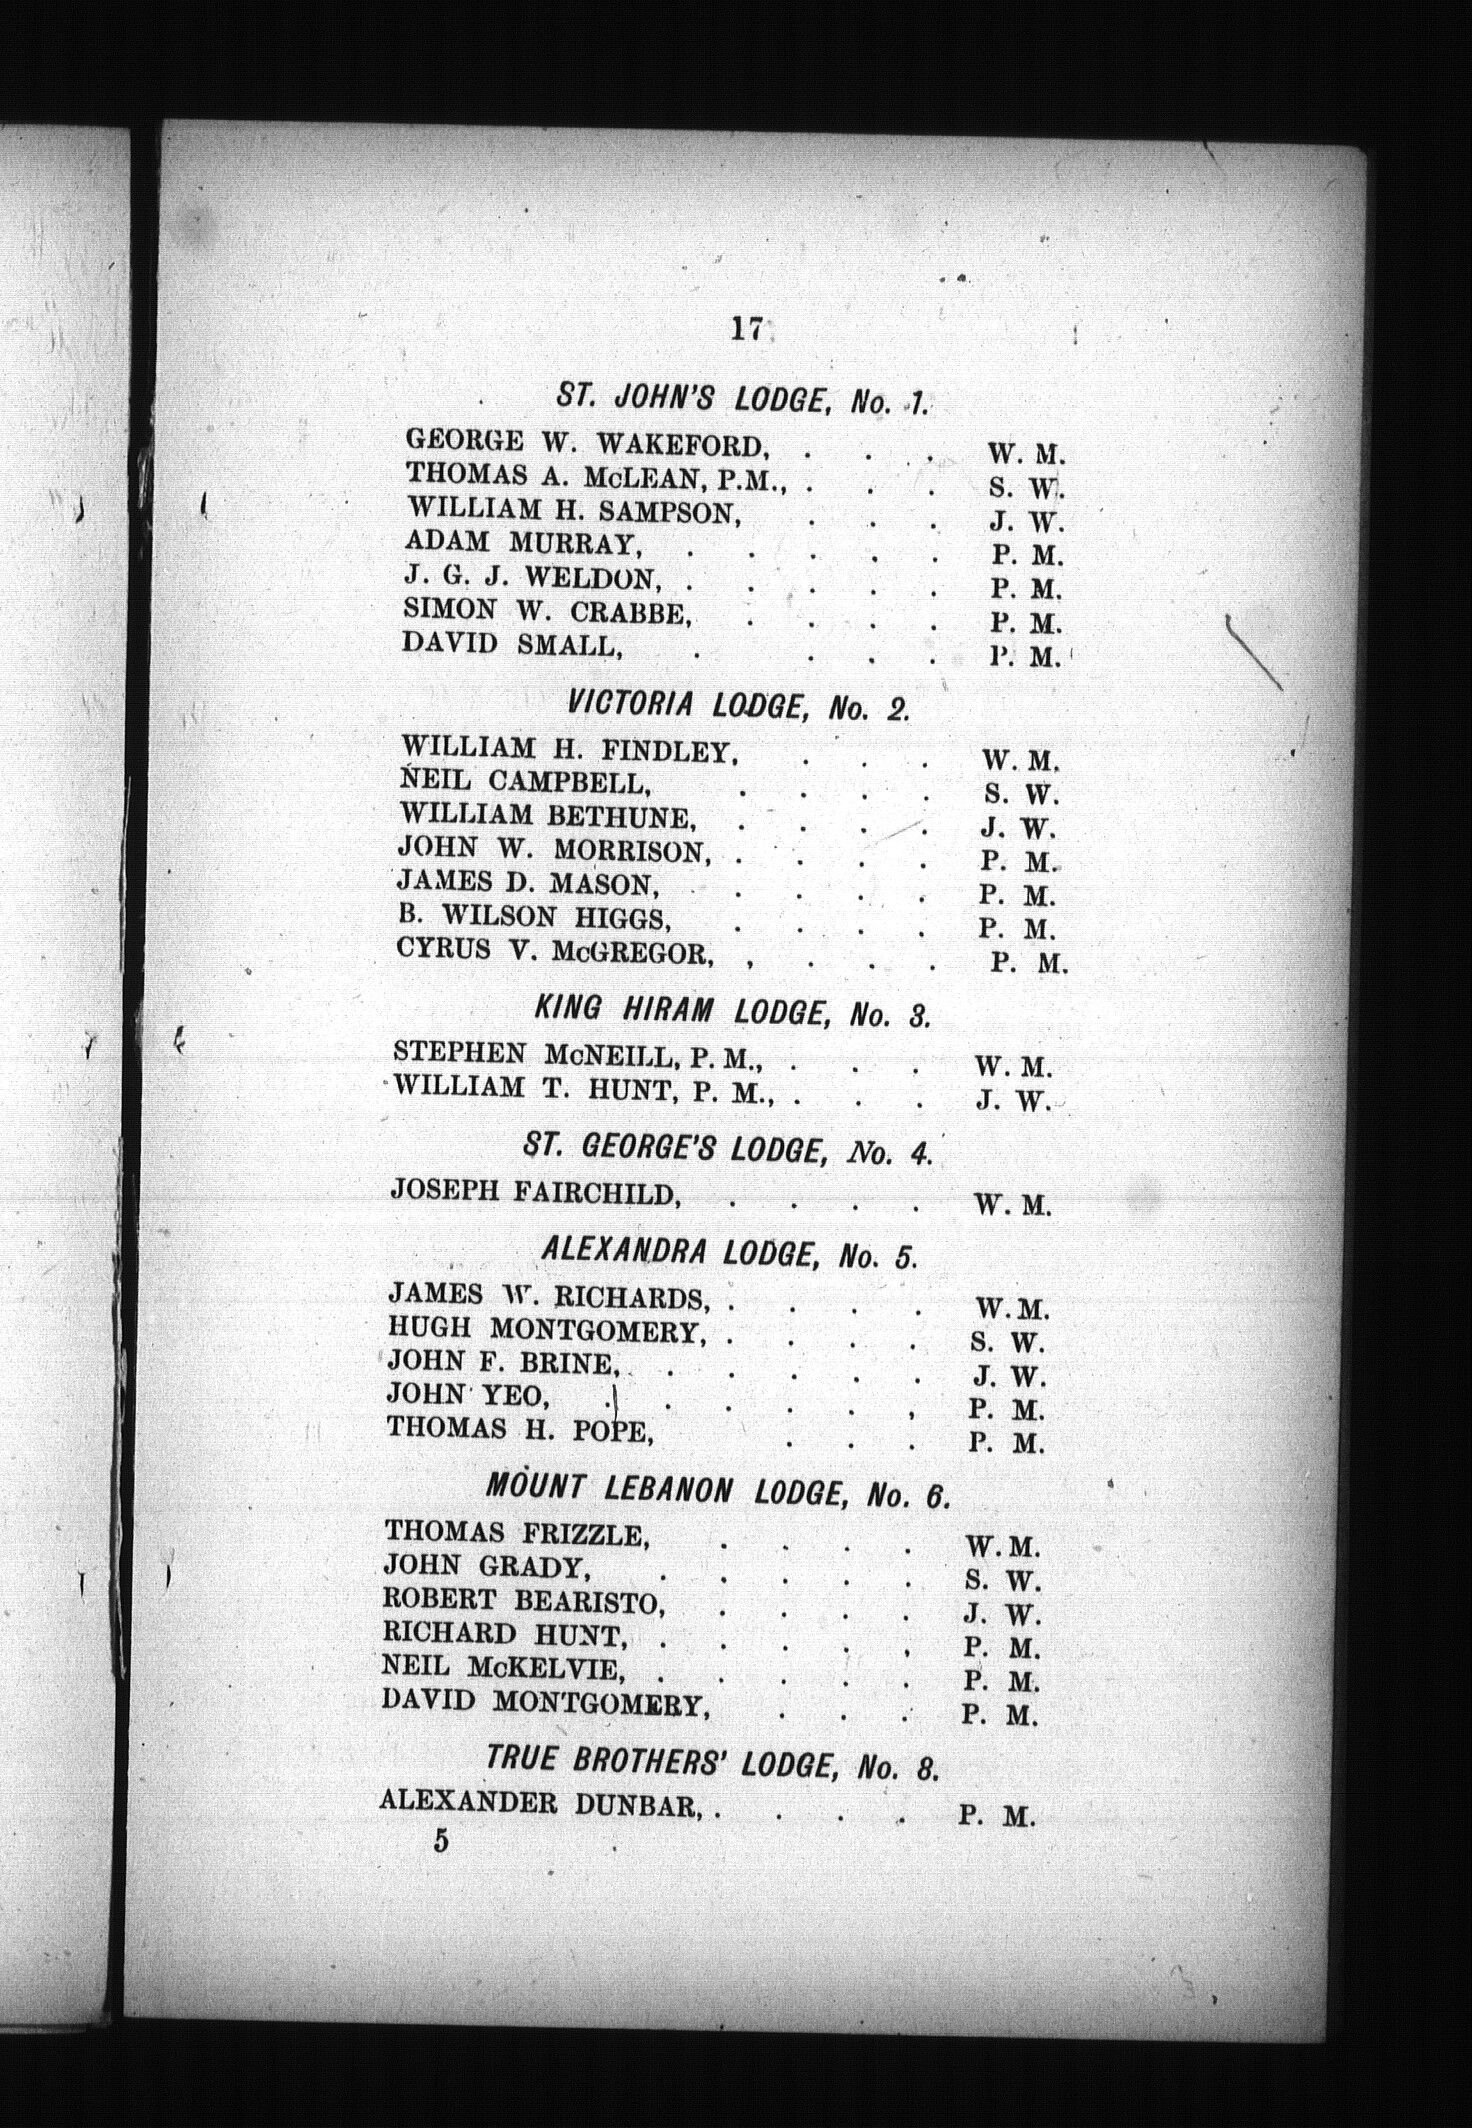 17
ST. JOHN'S LODGE, No. 1.
GEORGE W. WAKEFORD, . . . W. M.
THOMAS A. McLEAN, P.M., . . . S. W.
WILLIAM H. SAMPSON, . . . J. W.
ADAM MURRAY, . . . . . P. M.
J. G. J. WELDON, . . . . . P. M.
SIMON W. CRABBE, . . . . P. M.
DAVID SMALL, . . . . P. M.
VICTORIA LODGE, No. 2.
WILLIAM H. FINDLEY, . . . W. M.
NEIL CAMPBELL, . . . . S. W.
WILLIAM BETHUNE, . . . . J. W.
JOHN W. MORRISON, . . . . P. M.
JAMES D. MASON, . . . . P. M.
B. WILSON HIGGS, . . . . P. M.
CYRUS V. McGREGOR, , . . . P. M.
KING HIRAM LODGE, No. 3.
STEPHEN McNEILL, P. M., . . . W. M.
WILLIAM T. HUNT, P. M., . . . J. W.
ST. GEORGE'S LODGE, No. 4.
JOSEPH FAIRCHILD, . . . . W. M.
ALEXANDRA LODGE, No. 5.
JAMES W. RICHARDS, . . . . W. M.
HUGH MONTGOMERY, . . . . S. W.
JOHN F. BRINE, . . . . . J. W.
JOHN YEO, . . . . . , P. M.
THOMAS H. POPE, . . . P. M.
MOUNT LEBANON LODGE, No. 6.
THOMAS FRIZZLE, . . . . W. M.
JOHN GRADY, . . . . . S. W.
ROBERT BEARISTO, . . . . J. W.
RICHARD HUNT, . . . . , P. M.
NEIL McKELVIE, . . . . . P. M.
DAVID MONTGOMERY, . . . P. M.
TRUE BROTHERS' LODGE, No. 8.
ALEXANDER DUNBAR, . . . . P. M.
5